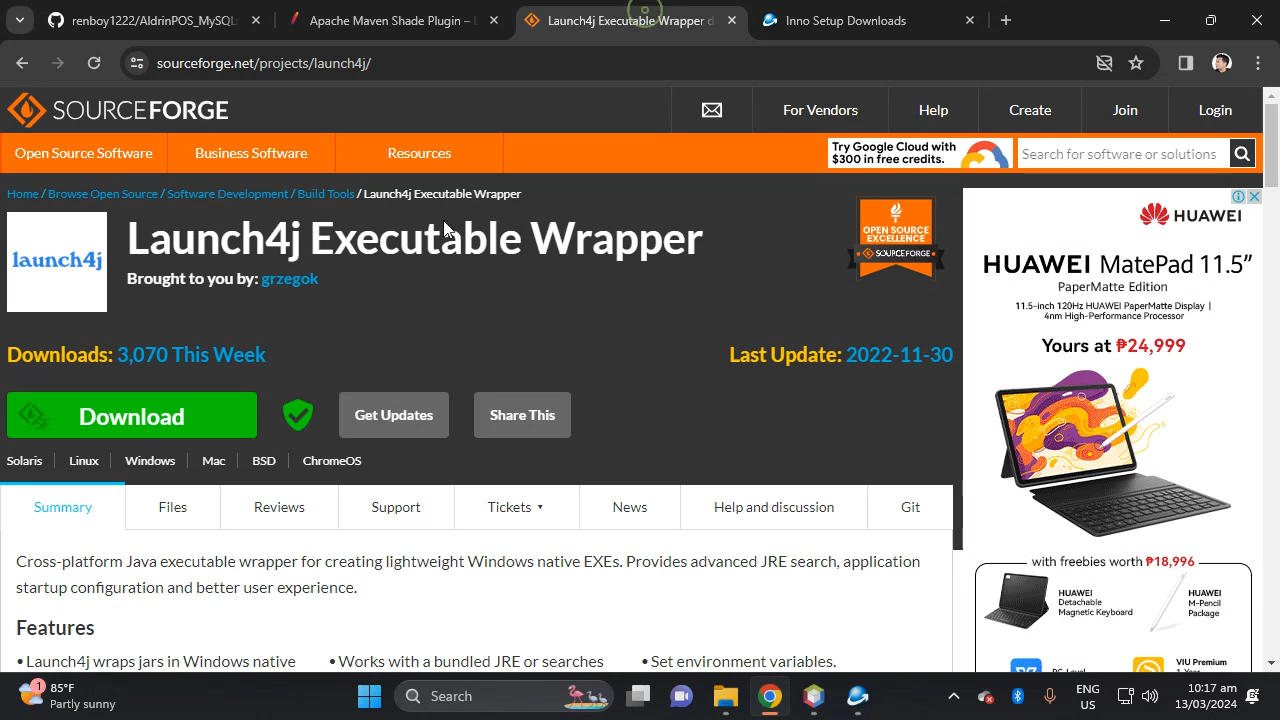 renboy1222/AldrinPOS_MySQL
Apache Maven Shade Plugin –
Launch4j Executable Wrapper d
Inno Setup Downloads
sourceforge.net/projects/launch4j/
SOURCEFORGE
For Vendors
Help
Create
Join
Login
Open Source Software
Business Software
Resources
Try Google Cloud with
$300 in free credits.
Search for software or solutions
Home / Browse Open Source / Software Development / Build Tools / Launch4j Executable Wrapper
launch4j
Launch4j Executable Wrapper
Brought to you by: grzegok
OPEN SOURCE
EXCELLENCE
SOURCEFORGE
Downloads: 3,070 This Week
Last Update: 2022-11-30
SF
Download
Get Updates
Share This
Solaris
Linux
Windows
Mac
BSD
ChromeOS
Summary
Files
Reviews
Support
Tickets
News
Help and discussion
Git
Cross-platform Java executable wrapper for creating lightweight Windows native EXEs. Provides advanced JRE search, application
startup configuration and better user experience.
Features
• Launch4j wraps jars in Windows native
• Works with a bundled JRE or searches
• Set environment variables.
HUAWEI
HUAWEI MatePad 11.5”
PaperMatte Edition
11.5-inch 120Hz HUAWEI PaperMatte Display |
4nm High-Performance Processor
Yours at ₱24,999
with freebies worth ₱18,996
HUAWEI
Detachable
Magnetic Keyboard
HUAWEI
M-Pencil
Package
VIU Premium
1
85°F
Partly sunny
Search
ENG
IN
10:17 am
13/03/2024